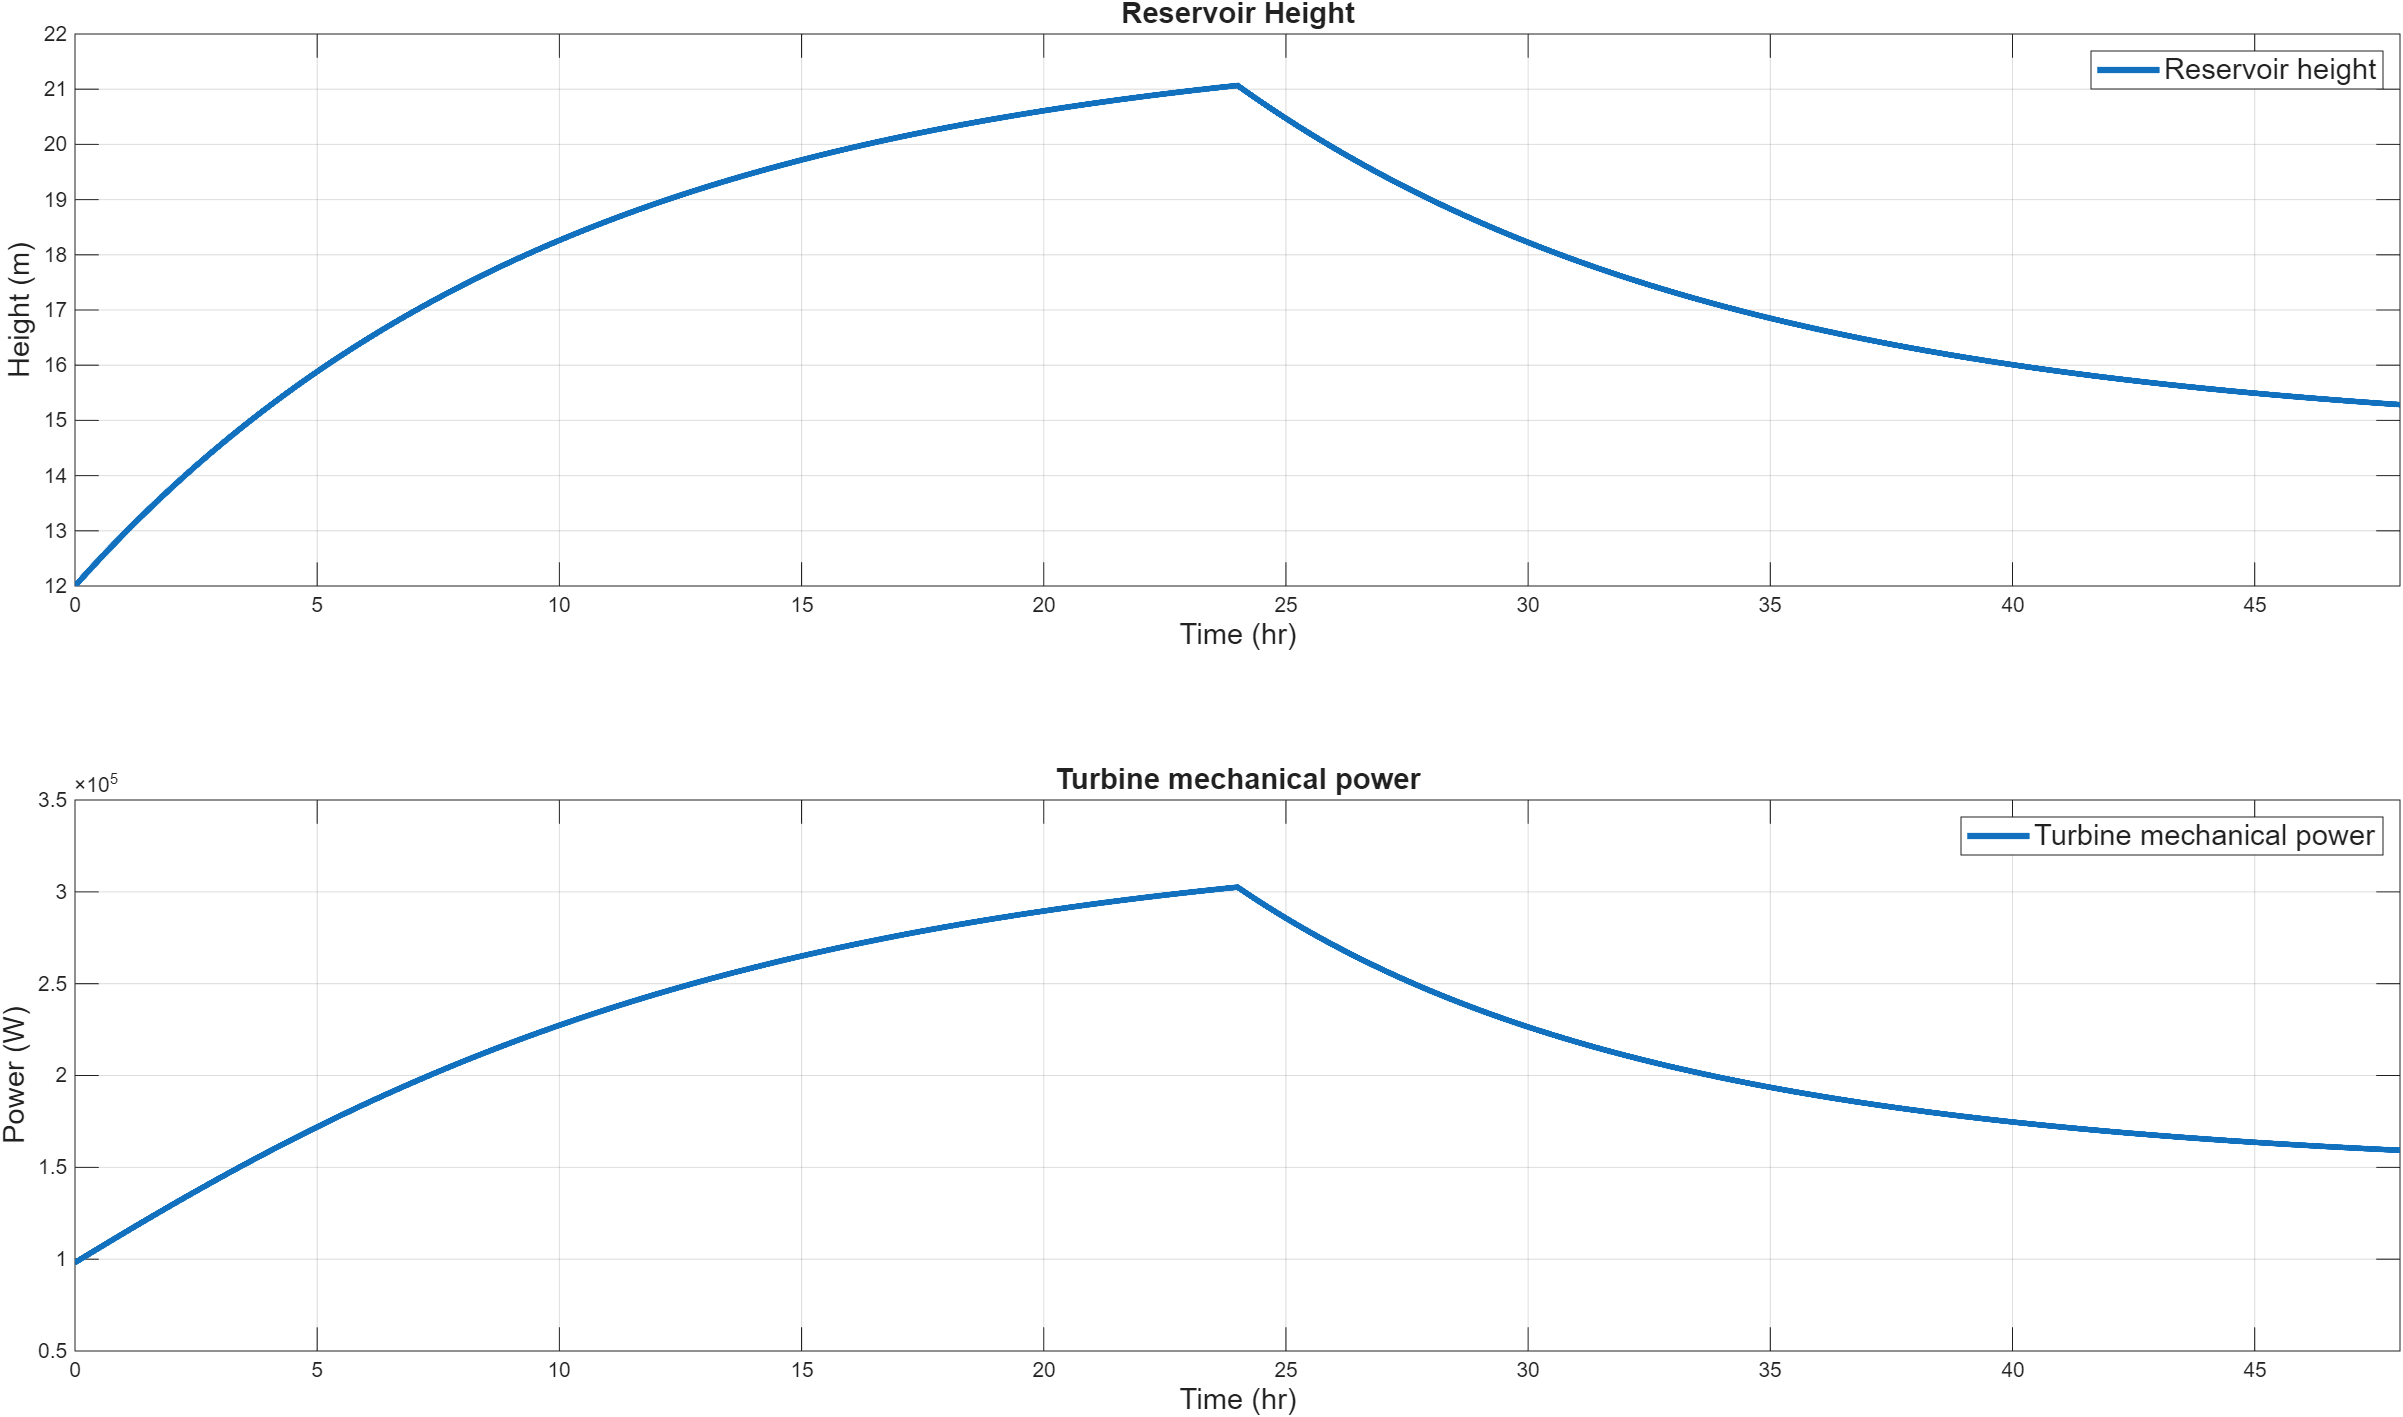 Reservoir Height
22
21
20
19
18
17
16
15
14
13
12
Height (m)
Reservoir height
0 5 10 15 20 25 30 35 40 45
Time (hr)
Turbine mechanical power
×10⁵
3.5
3
2.5
2
1.5
1
0.5
Power (W)
Turbine mechanical power
0 5 10 15 20 25 30 35 40 45
Time (hr)